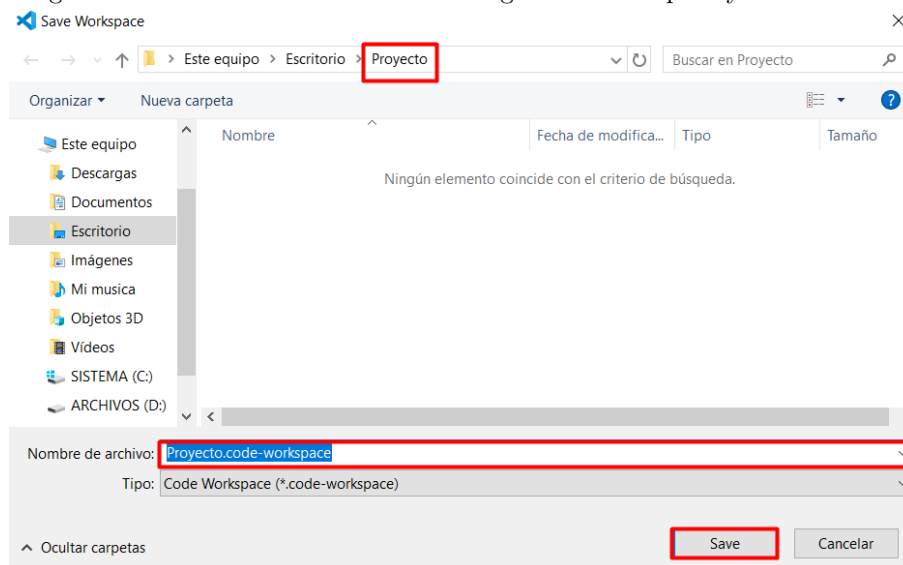 Save Workspace
Este equipo > Escritorio > Proyecto
Buscar en Proyecto
Organizar
Nueva carpeta
Nombre
Fecha de modifica...
Tipo
Tamaño
Este equipo
Ningún elemento coincide con el criterio de búsqueda.
Descargas
Documentos
Escritorio
Imágenes
Mi musica
Objetos 3D
Vídeos
SISTEMA (C:)
ARCHIVOS (D:)
Nombre de archivo: Proyecto.code-workspace
Tipo: Code Workspace (*.code-workspace)
Ocultar carpetas
Save
Cancelar